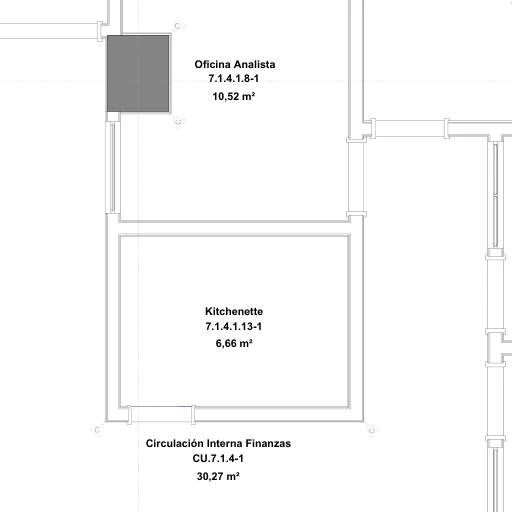 Oficina Analista
7.1.4.1.8-1
10,52 m²
Kitchenette
7.1.4.1.13-1
6,66 m²
Circulación Interna Finanzas
CU.7.1.4-1
30,27 m²